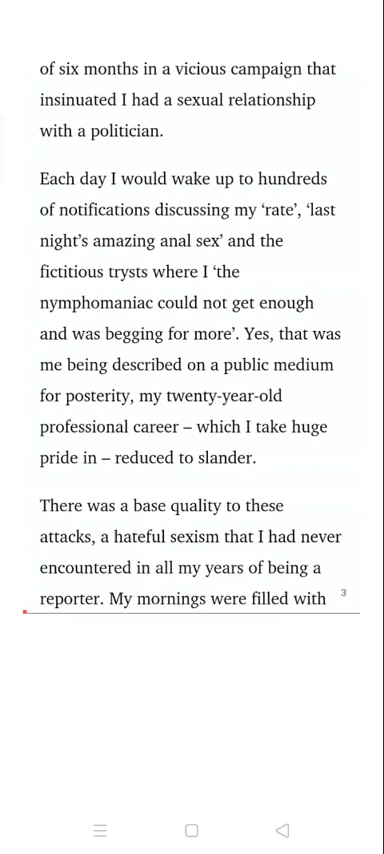 of six months in a vicious campaign that
insinuated I had a sexual relationship
with a politician.
Each day I would wake up to hundreds
of notifications discussing my ‘rate’, ‘last
night’s amazing anal sex’ and the
fictitious trysts where I ‘the
nymphomaniac could not get enough
and was begging for more’. Yes, that was
me being described on a public medium
for posterity, my twenty-year-old
professional career – which I take huge
pride in – reduced to slander.
There was a base quality to these
attacks, a hateful sexism that I had never
encountered in all my years of being a
reporter. My mornings were filled with
3